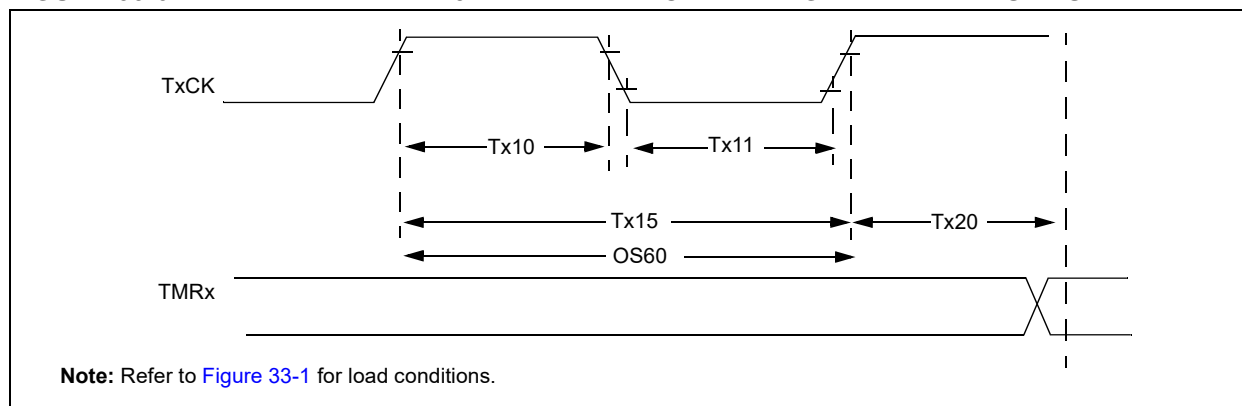 TxCK
Tx10
Tx11
Tx15
Tx20
OS60
TMRx
Note: Refer to Figure 33-1 for load conditions.